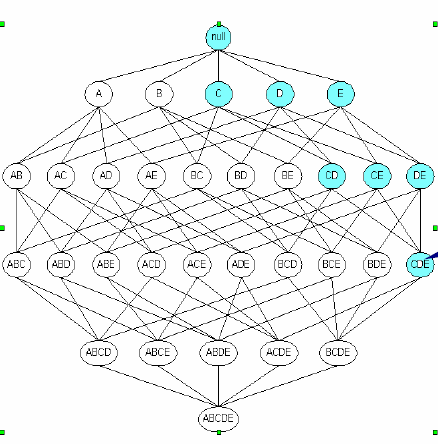 null
A B C D E
AB AC AD AE BC BD BE CD CE DE
ABC ABD ABE ACD ACE ADE BCD BCE BDE CDE
ABCD ABCE ABDE ACDE BCDE
ABCDE